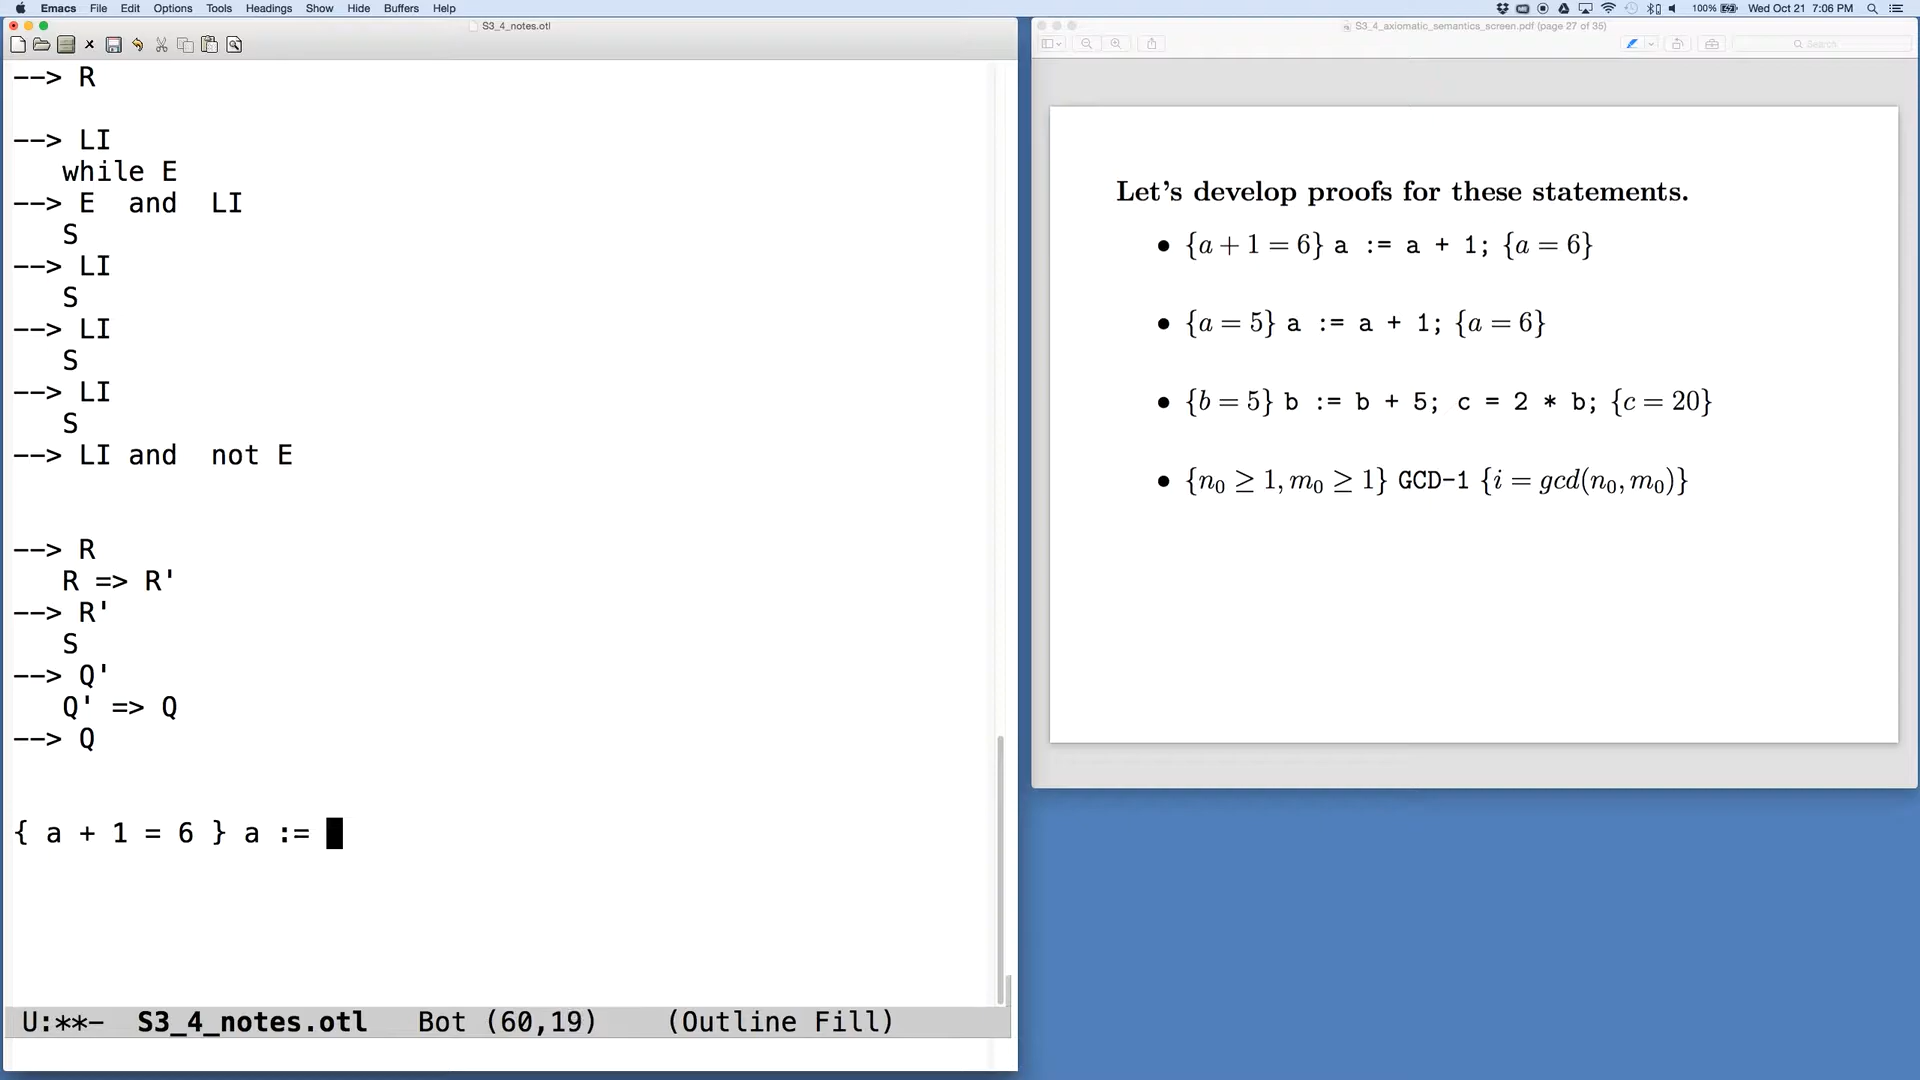 Emacs File Edit Options Tools Headings Show Hide Buffers Help 100% Wed Oct 21 7:06 PM
S3_4_notes.otl
--> R
--> LI
while E
--> E and LI
S
--> LI
S
--> LI
S
--> LI
S
--> LI and not E
--> R
R => R'
--> R'
S
--> Q'
Q' => Q
--> Q
{ a + 1 = 6 } a :=
U:**- S3_4_notes.otl Bot (60,19) (Outline Fill)
S3_4_axiomatic_semantics_screen.pdf (page 27 of 35)
Search
Let's develop proofs for these statements.
• {a + 1 = 6} a := a + 1; {a = 6}
• {a = 5} a := a + 1; {a = 6}
• {b = 5} b := b + 5; c = 2 * b; {c = 20}
• {n₀ ≥ 1, m₀ ≥ 1} GCD-1 {i = gcd(n₀, m₀)}